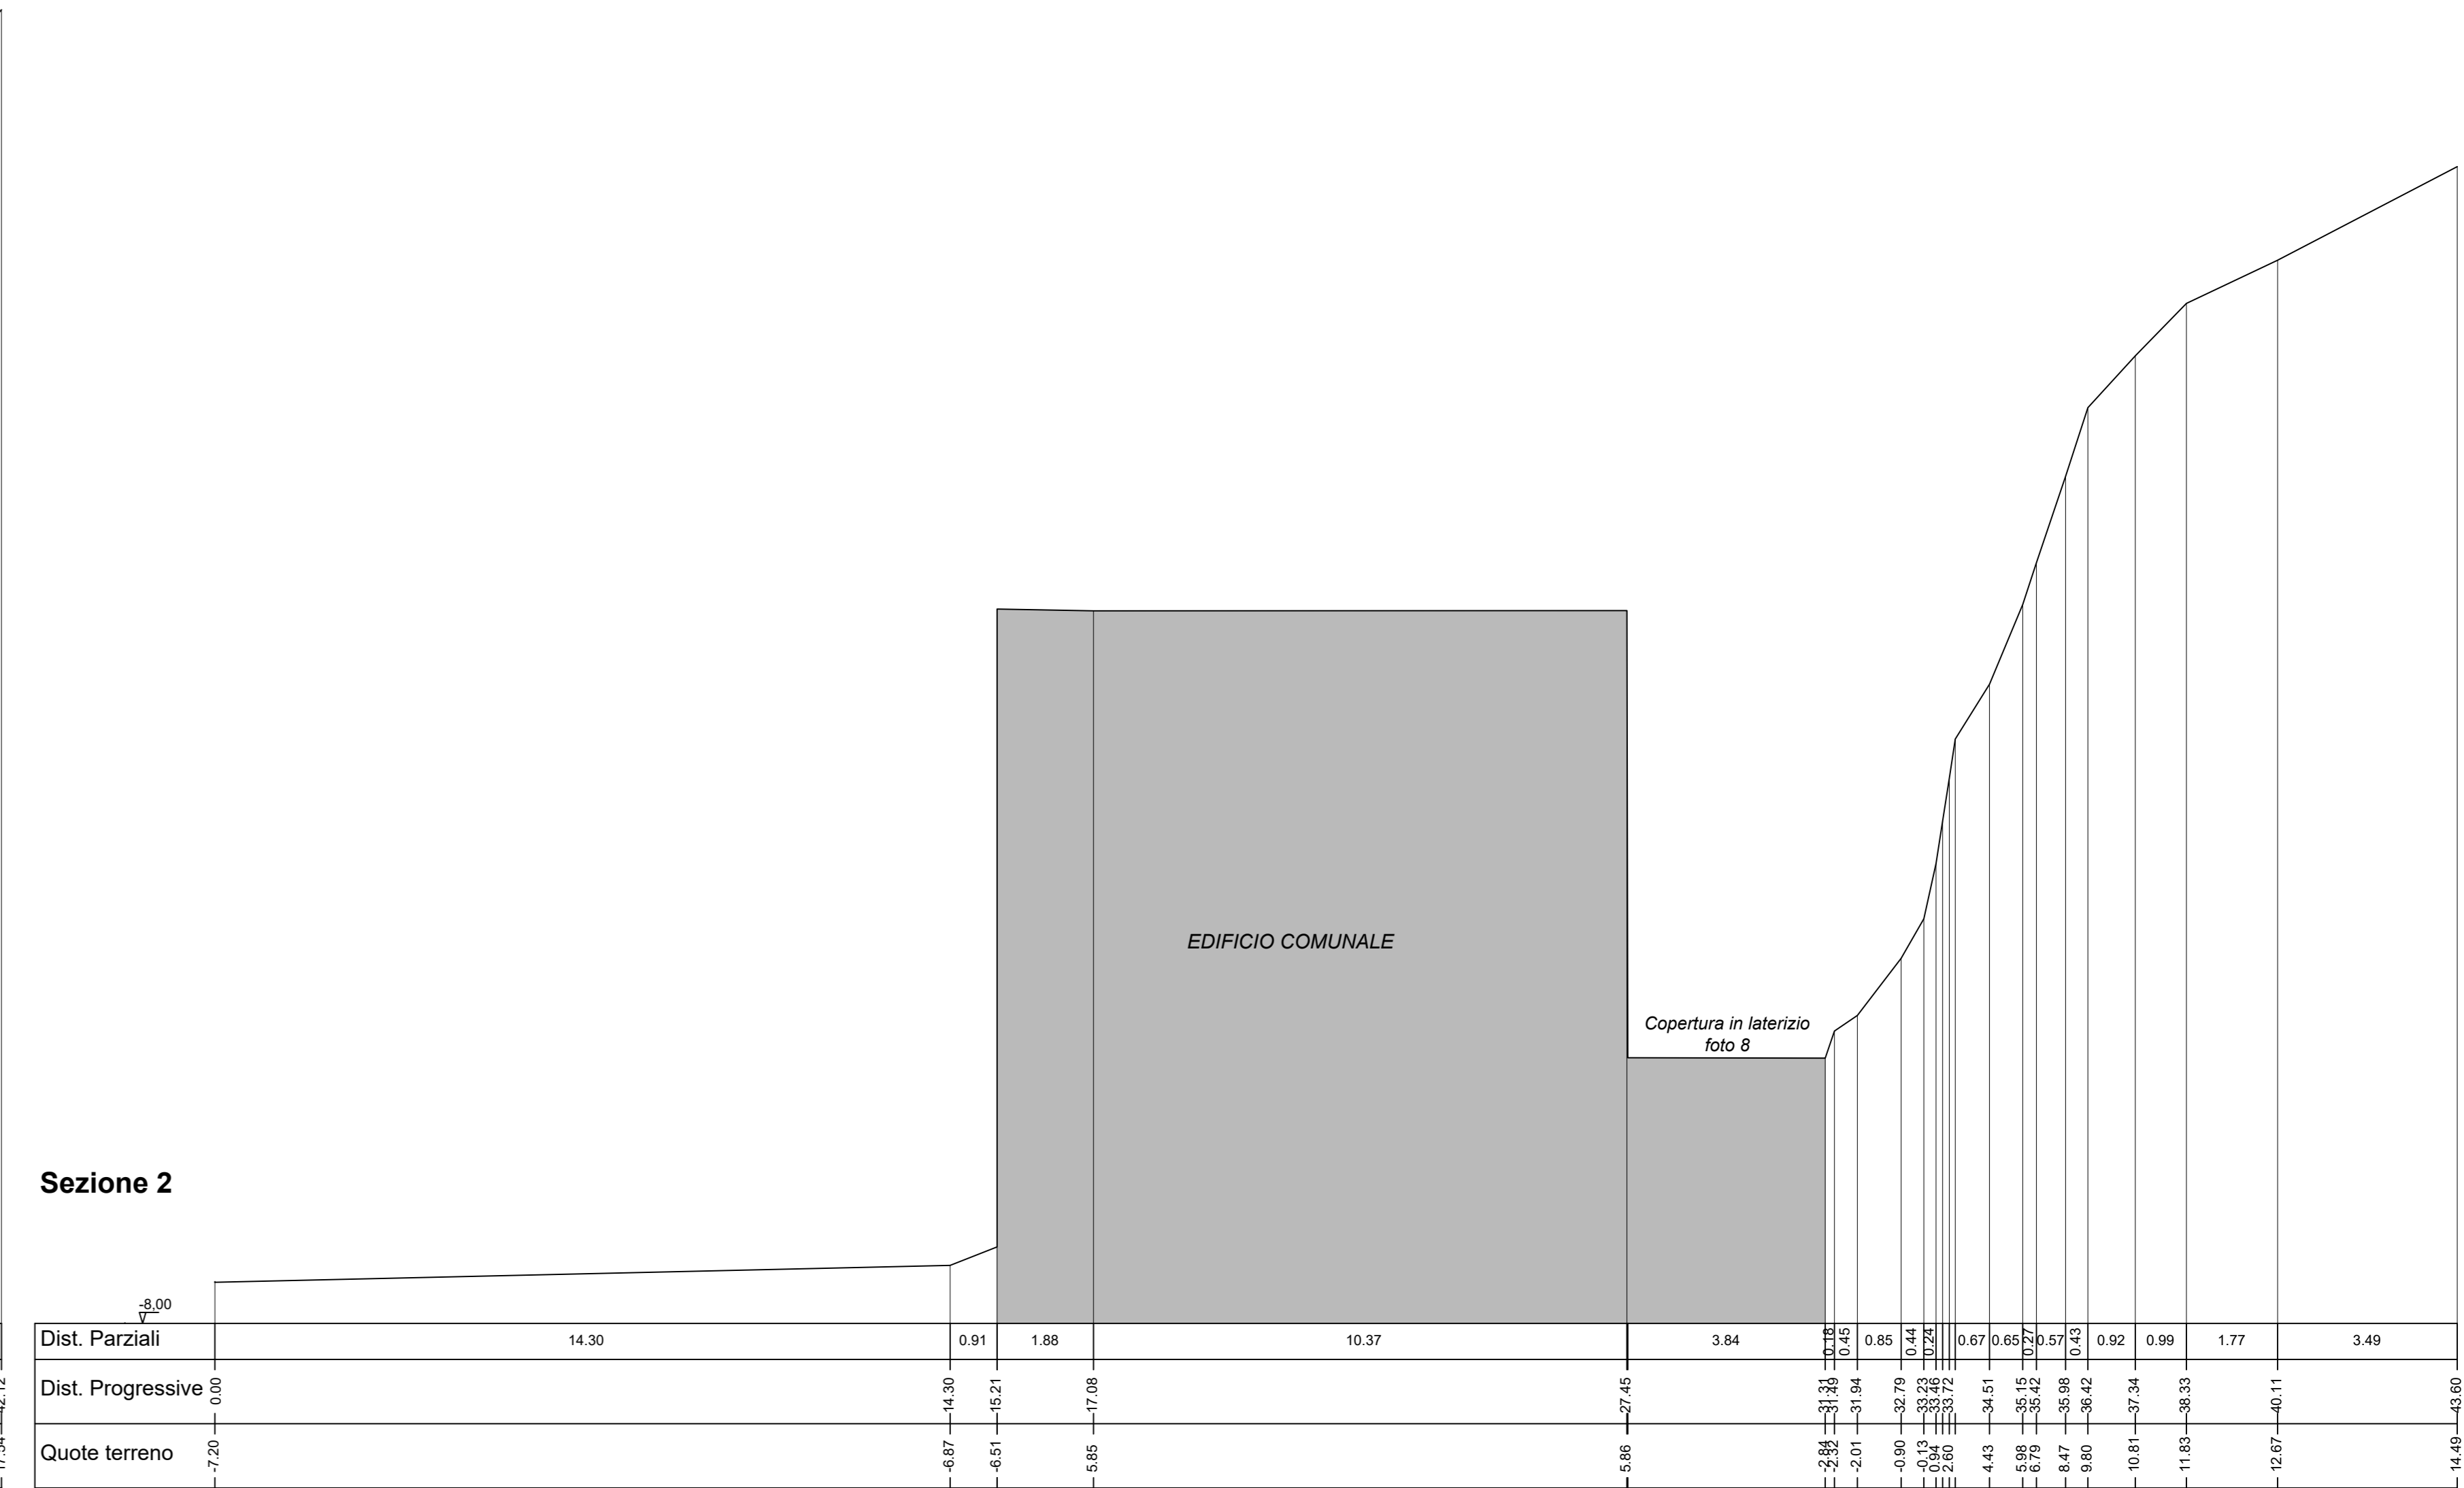 EDIFICIO COMUNALE
Copertura in laterizio
foto 8
Sezione 2
-8,00
Dist. Parziali 14.30 0.91 1.88 10.37 3.84 0.18 0.45 0.85 0.44 0.24 0.67 0.65 0.27 0.57 0.43 0.92 0.99 1.77 3.49
42.12 Dist. Progressive 0.00 14.30 15.21 17.08 27.45 31.31 31.49 31.94 32.79 33.23 33.46 33.72 34.51 35.15 35.42 35.98 36.42 37.34 38.33 40.11 43.60
Quote terreno -7.20 -6.87 -6.51 5.85 5.86 -2.84 -2.32 -2.01 -0.90 -0.13 0.94 2.60 4.43 5.98 6.79 8.47 9.80 10.81 11.83 12.67 14.49